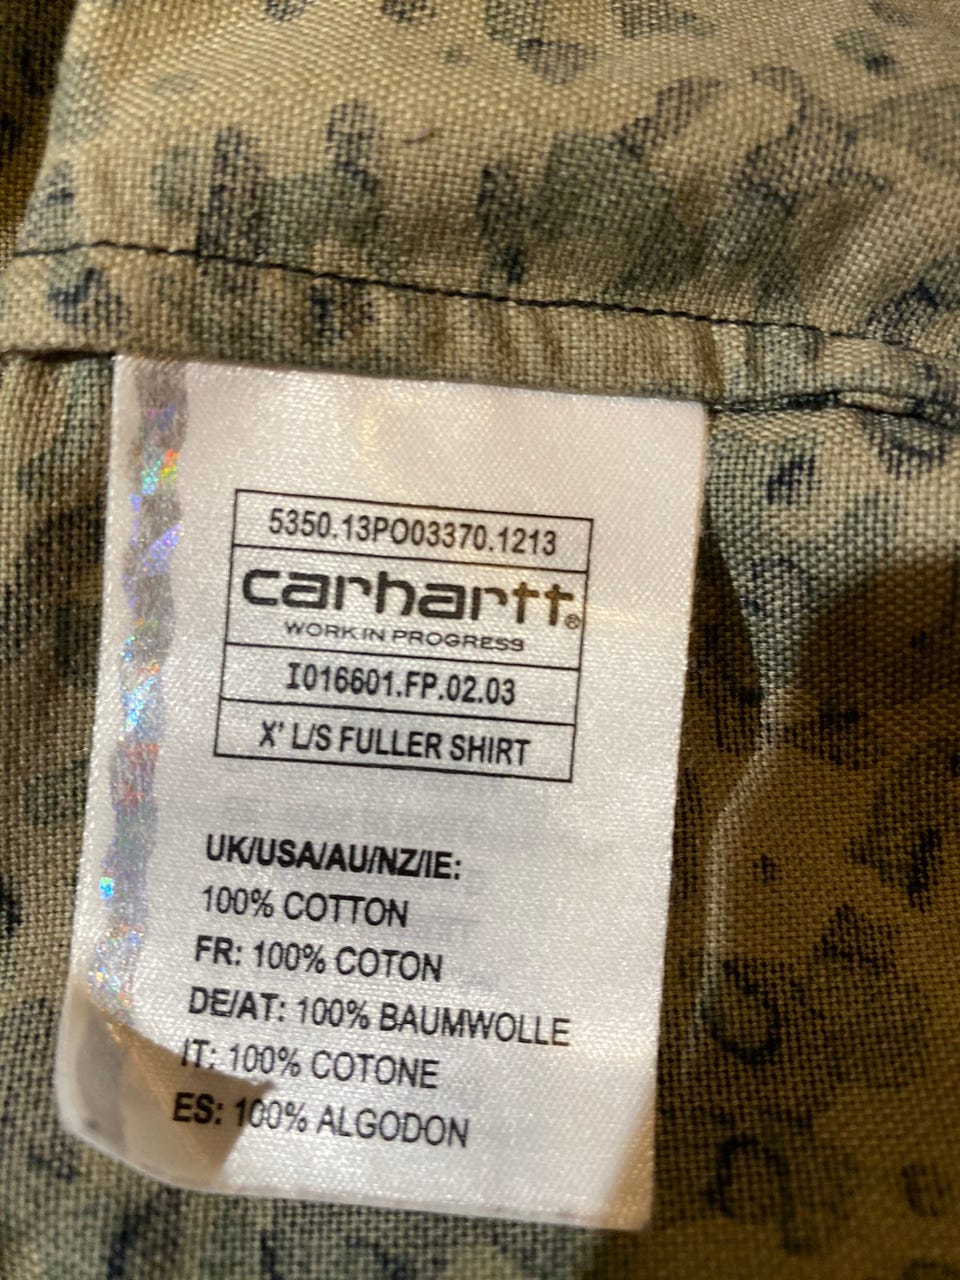 5350.13PO03370.1213
carhartt®
WORK IN PROGRESS
I016601.FP.02.03
X' L/S FULLER SHIRT
UK/USA/AU/NZ/IE:
100% COTTON
FR: 100% COTON
DE/AT: 100% BAUMWOLLE
IT: 100% COTONE
ES: 100% ALGODON